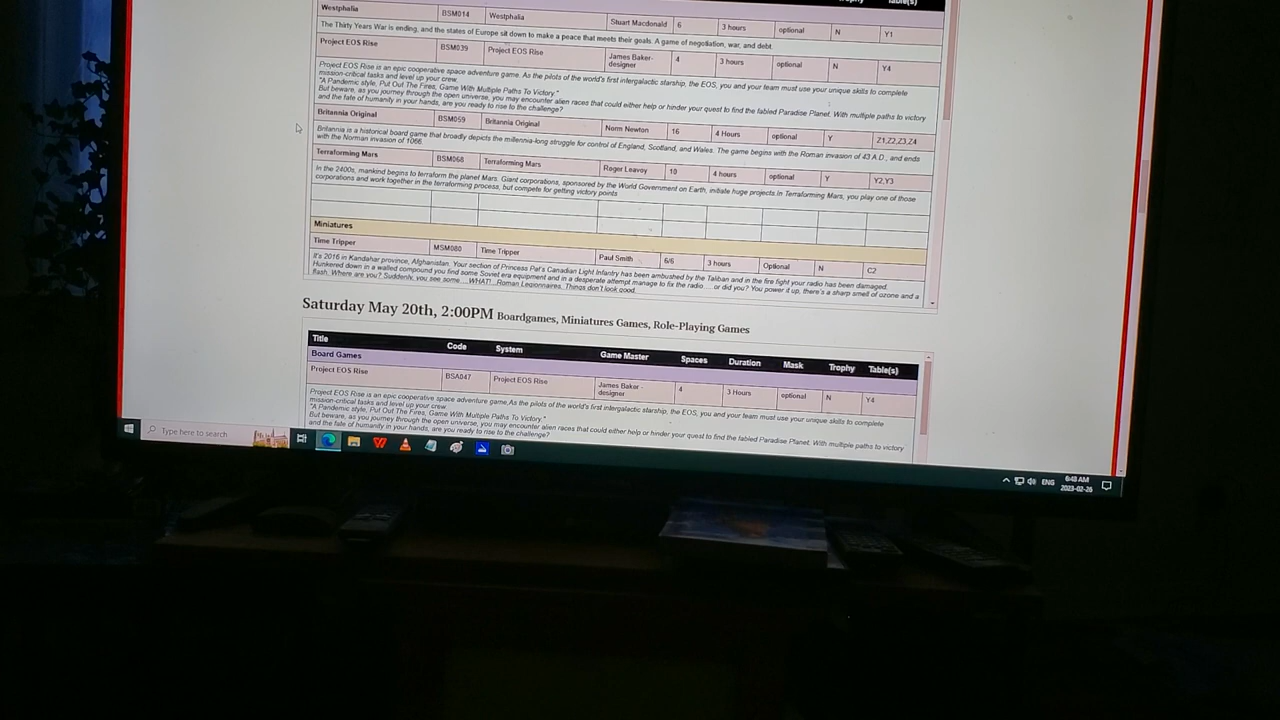 Table(s)
Westphalia BSM014 Westphalia Stuart Macdonald 6 3 hours optional N Y1
The Thirty Years War is ending, and the states of Europe sit down to make a peace that meets their goals. A game of negotiation, war, and debt.
Project EOS Rise BSM039 Project EOS Rise James Baker- designer 4 3 hours optional N Y4
Project EOS Rise is an epic cooperative space adventure game. As the pilots of the world's first intergalactic starship, the EOS, you and your team must use your unique skills to complete
mission-critical tasks and level up your crew.
"A Pandemic style, Put Out The Fires, Game With Multiple Paths To Victory."
But beware, as you journey through the open universe, you may encounter alien races that could either help or hinder your quest to find the fabled Paradise Planet. With multiple paths to victory
and the fate of humanity in your hands, are you ready to rise to the challenge?
Britannia Original BSM059 Britannia Original Norm Newton 16 4 Hours optional Y Z1,Z2,Z3,Z4
Britannia is a historical board game that broadly depicts the millennia-long struggle for control of England, Scotland, and Wales. The game begins with the Roman invasion of 43 A.D., and ends
with the Norman invasion of 1066.
Terraforming Mars BSM068 Terraforming Mars Roger Leavoy 10 4 hours optional Y Y2,Y3
In the 2400s, mankind begins to terraform the planet Mars. Giant corporations, sponsored by the World Government on Earth, initiate huge projects.In Terraforming Mars, you play one of those
corporations and work together in the terraforming process, but compete for getting victory points
Miniatures
Time Tripper MSM080 Time Tripper Paul Smith 6/6 3 hours Optional N C2
It's 2016 in Kandahar province, Afghanistan. Your section of Princess Pat's Canadian Light Infantry has been ambushed by the Taliban and in the fire fight your radio has been damaged.
Hunkered down in a walled compound you find some Soviet era equipment and in a desperate attempt manage to fix the radio.... or did you? You power it up, there's a sharp smell of ozone and a
flash. Where are you? Suddenly, you see some....WHAT!...Roman Legionnaires. Things don't look good.
Saturday May 20th, 2:00PM Boardgames, Miniatures Games, Role-Playing Games
Title Code System Game Master Spaces Duration Mask Trophy Table(s)
Board Games
Project EOS Rise BSA047 Project EOS Rise James Baker - designer 4 3 Hours optional N Y4
Project EOS Rise is an epic cooperative space adventure game.As the pilots of the world's first intergalactic starship, the EOS, you and your team must use your unique skills to complete
mission-critical tasks and level up your crew.
"A Pandemic style, Put Out The Fires, Game With Multiple Paths To Victory."
But beware, as you journey through the open universe, you may encounter alien races that could either help or hinder your quest to find the fabled Paradise Planet. With multiple paths to victory
and the fate of humanity in your hands, are you ready to rise to the challenge?
Type here to search
ENG
6:48 AM
2023-02-26